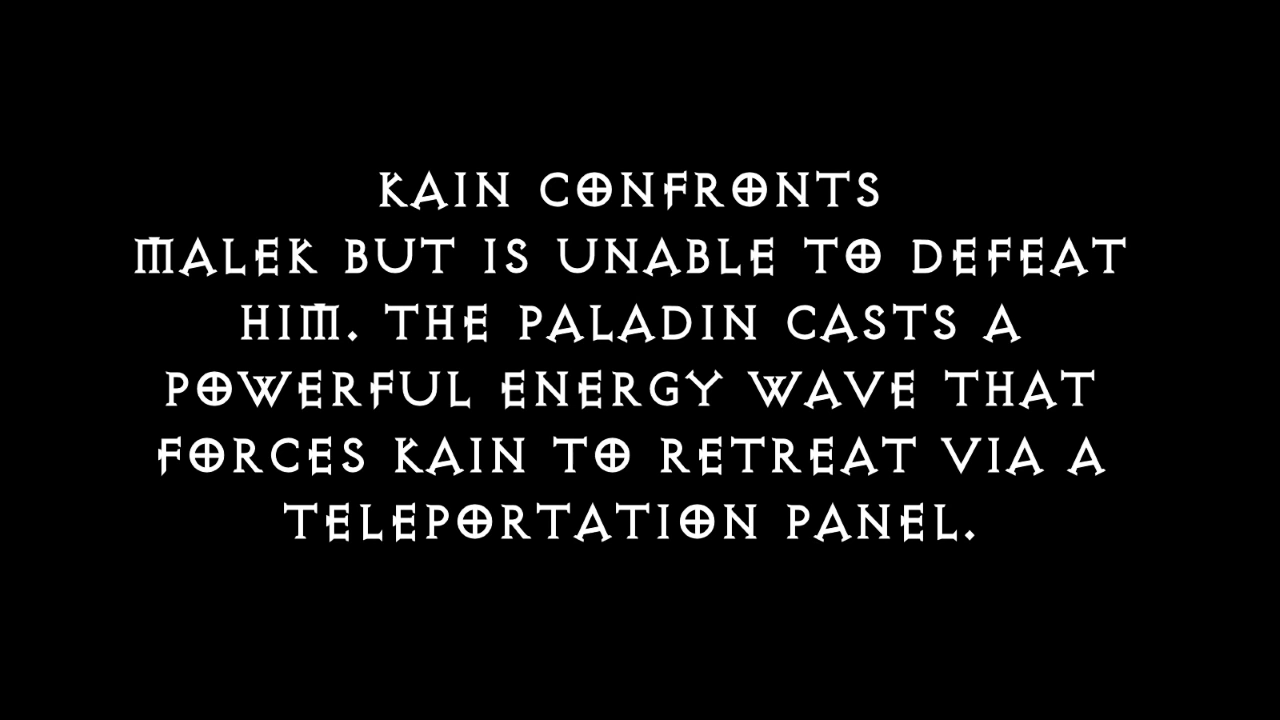 KAIN CONFRONTS
MALEK BUT IS UNABLE TO DEFEAT
HIM. THE PALADIN CASTS A
POWERFUL ENERGY WAVE THAT
FORCES KAIN TO RETREAT VIA A
TELEPORTATION PANEL.